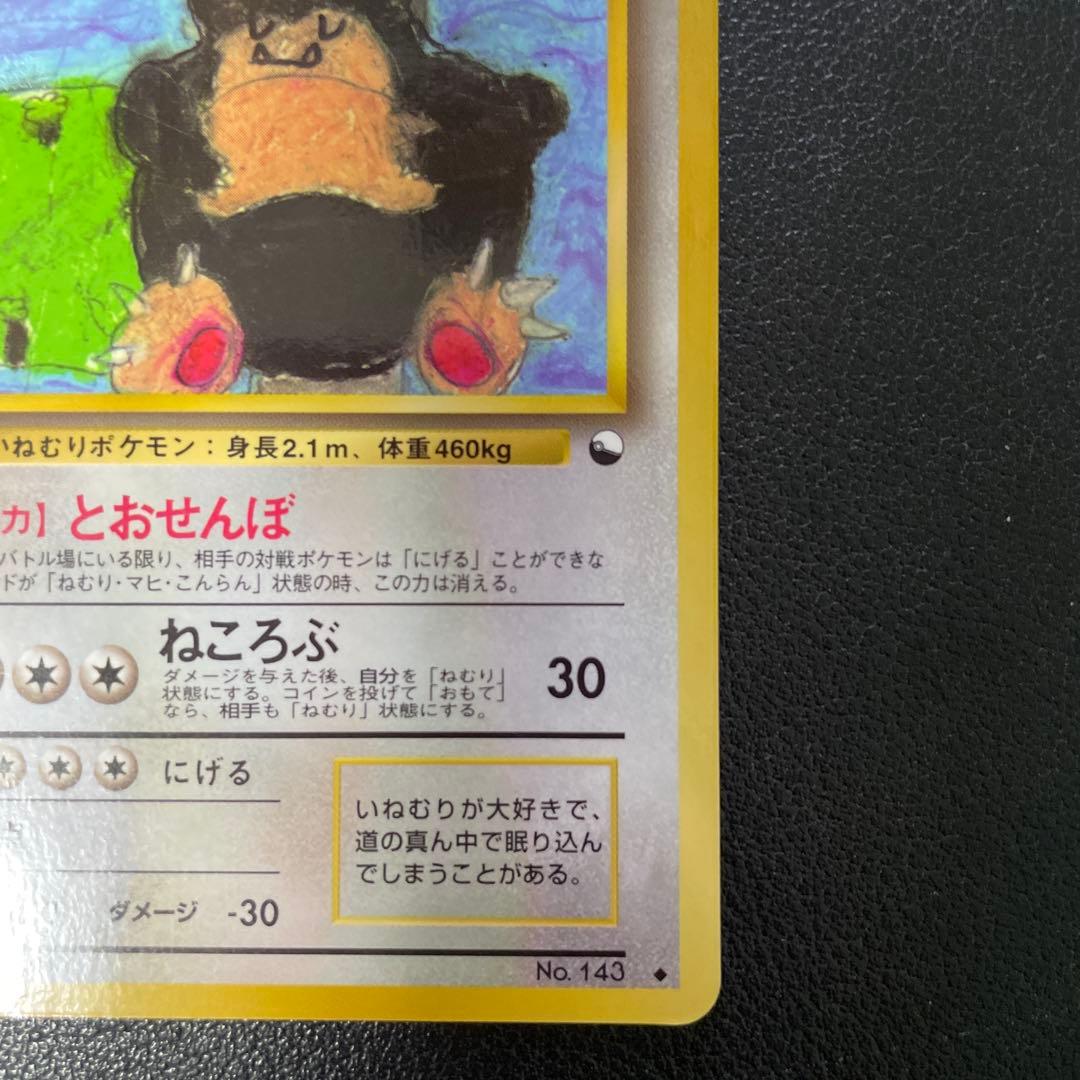 いねむりポケモン：身長2.1m、体重460kg
カ】とおせんぼ
バトル場にいる限り、相手の対戦ポケモンは「にげる」ことができな
ドが「ねむり・マヒ・こんらん」状態の時、この力は消える。
ねころぶ
ダメージを与えた後、自分を「ねむり」
状態にする。コインを投げて「おもて」
なら、相手も「ねむり」状態にする。
30
にげる
いねむりが大好きで、
道の真ん中で眠り込ん
でしまうことがある。
ダメージ -30
No. 143